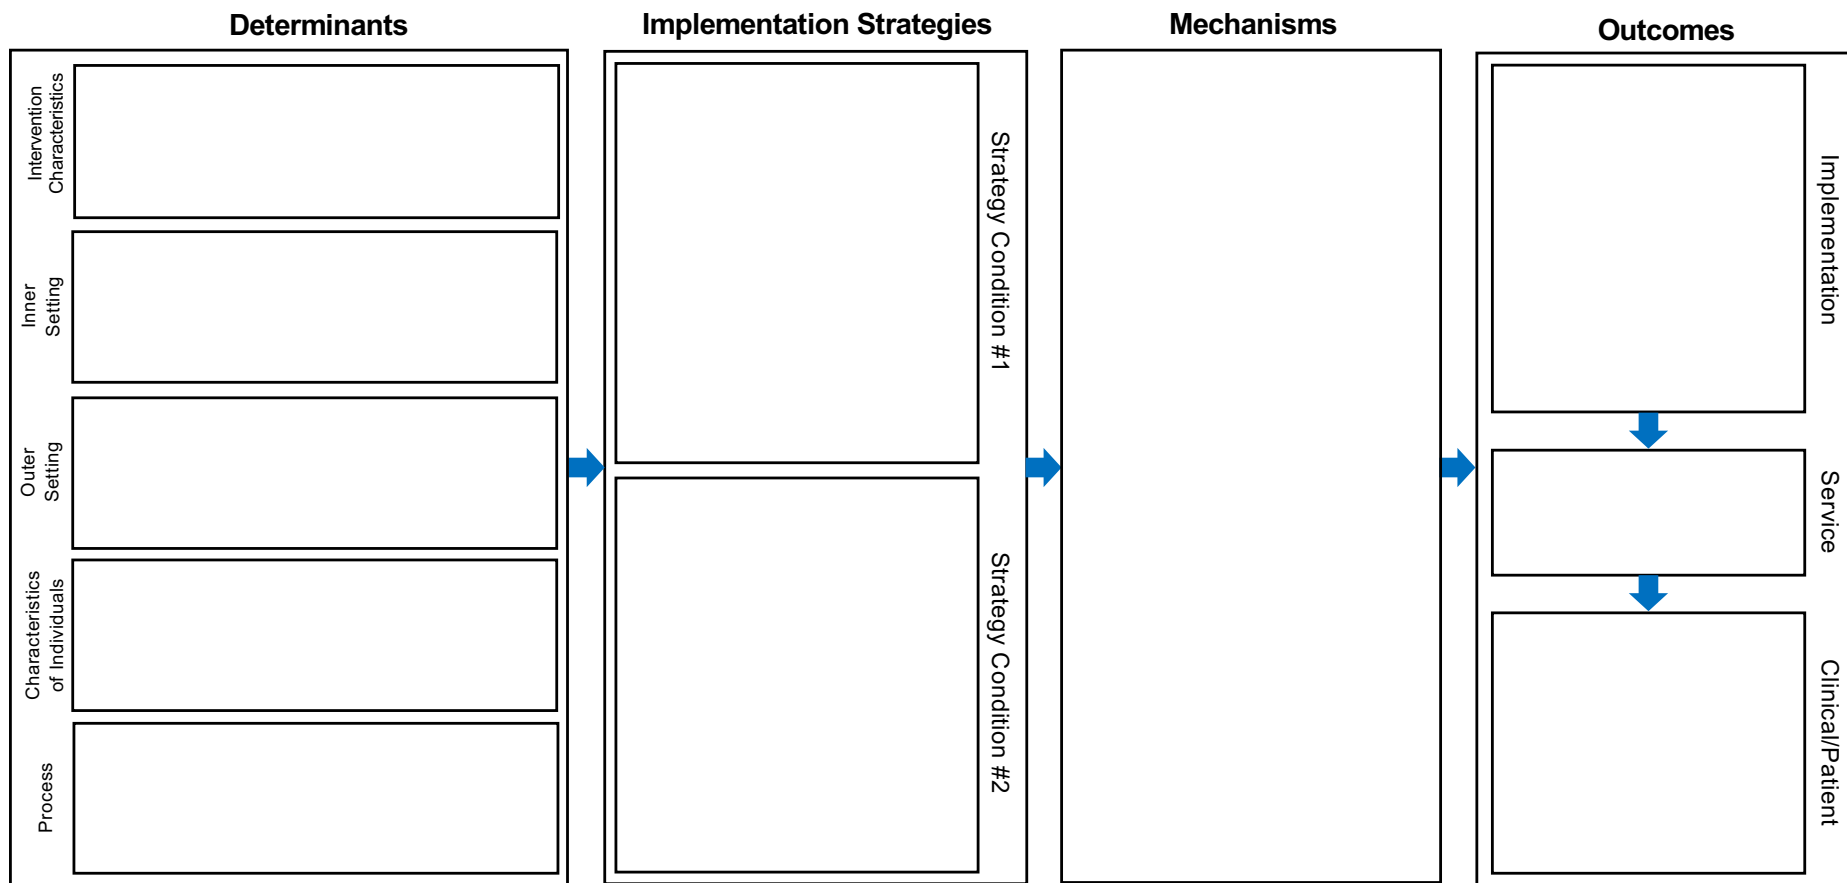 Determinants
Implementation Strategies
Mechanisms
Outcomes
Intervention
Characteristics
Inner
Setting
Outer
Setting
Characteristics
of Individuals
Process
Strategy Condition #1
Strategy Condition #2
Implementation
Service
Clinical/Patient